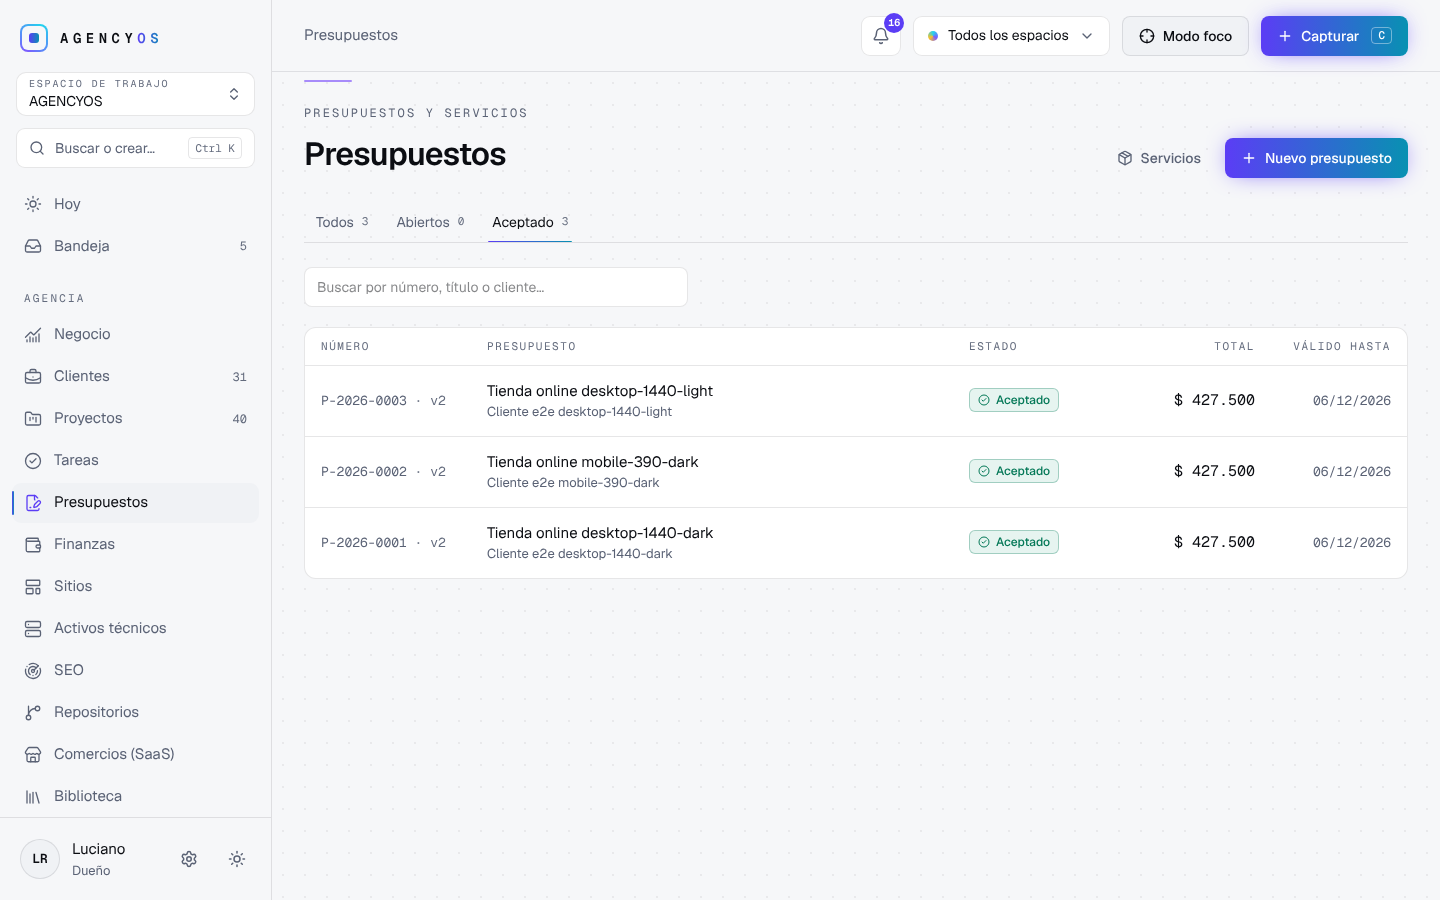 AGENCYOS
ESPACIO DE TRABAJO
AGENCYOS
Buscar o crear... Ctrl K
Hoy
Bandeja 5
AGENCIA
Negocio
Clientes 31
Proyectos 40
Tareas
Presupuestos
Finanzas
Sitios
Activos técnicos
SEO
Repositorios
Comercios (SaaS)
Biblioteca
LR Luciano
Dueño
Presupuestos
16
Todos los espacios
Modo foco
Capturar C
PRESUPUESTOS Y SERVICIOS
Presupuestos
Servicios
Nuevo presupuesto
Todos 3 Abiertos 0 Aceptado 3
Buscar por número, título o cliente...
NÚMERO PRESUPUESTO ESTADO TOTAL VÁLIDO HASTA
P-2026-0003 · v2 Tienda online desktop-1440-light Aceptado $ 427.500 06/12/2026
Cliente e2e desktop-1440-light
P-2026-0002 · v2 Tienda online mobile-390-dark Aceptado $ 427.500 06/12/2026
Cliente e2e mobile-390-dark
P-2026-0001 · v2 Tienda online desktop-1440-dark Aceptado $ 427.500 06/12/2026
Cliente e2e desktop-1440-dark